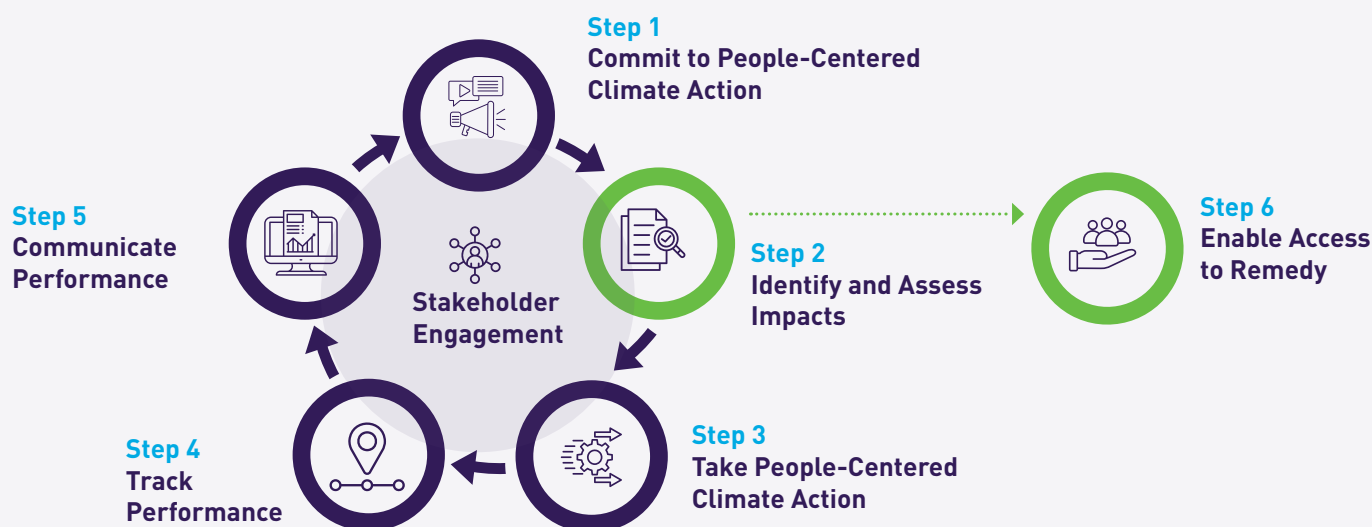 Step 1
Commit to People-Centered
Climate Action
Step 2
Identify and Assess
Impacts
Step 3
Take People-Centered
Climate Action
Step 4
Track
Performance
Step 5
Communicate
Performance
Step 6
Enable Access
to Remedy
Stakeholder
Engagement